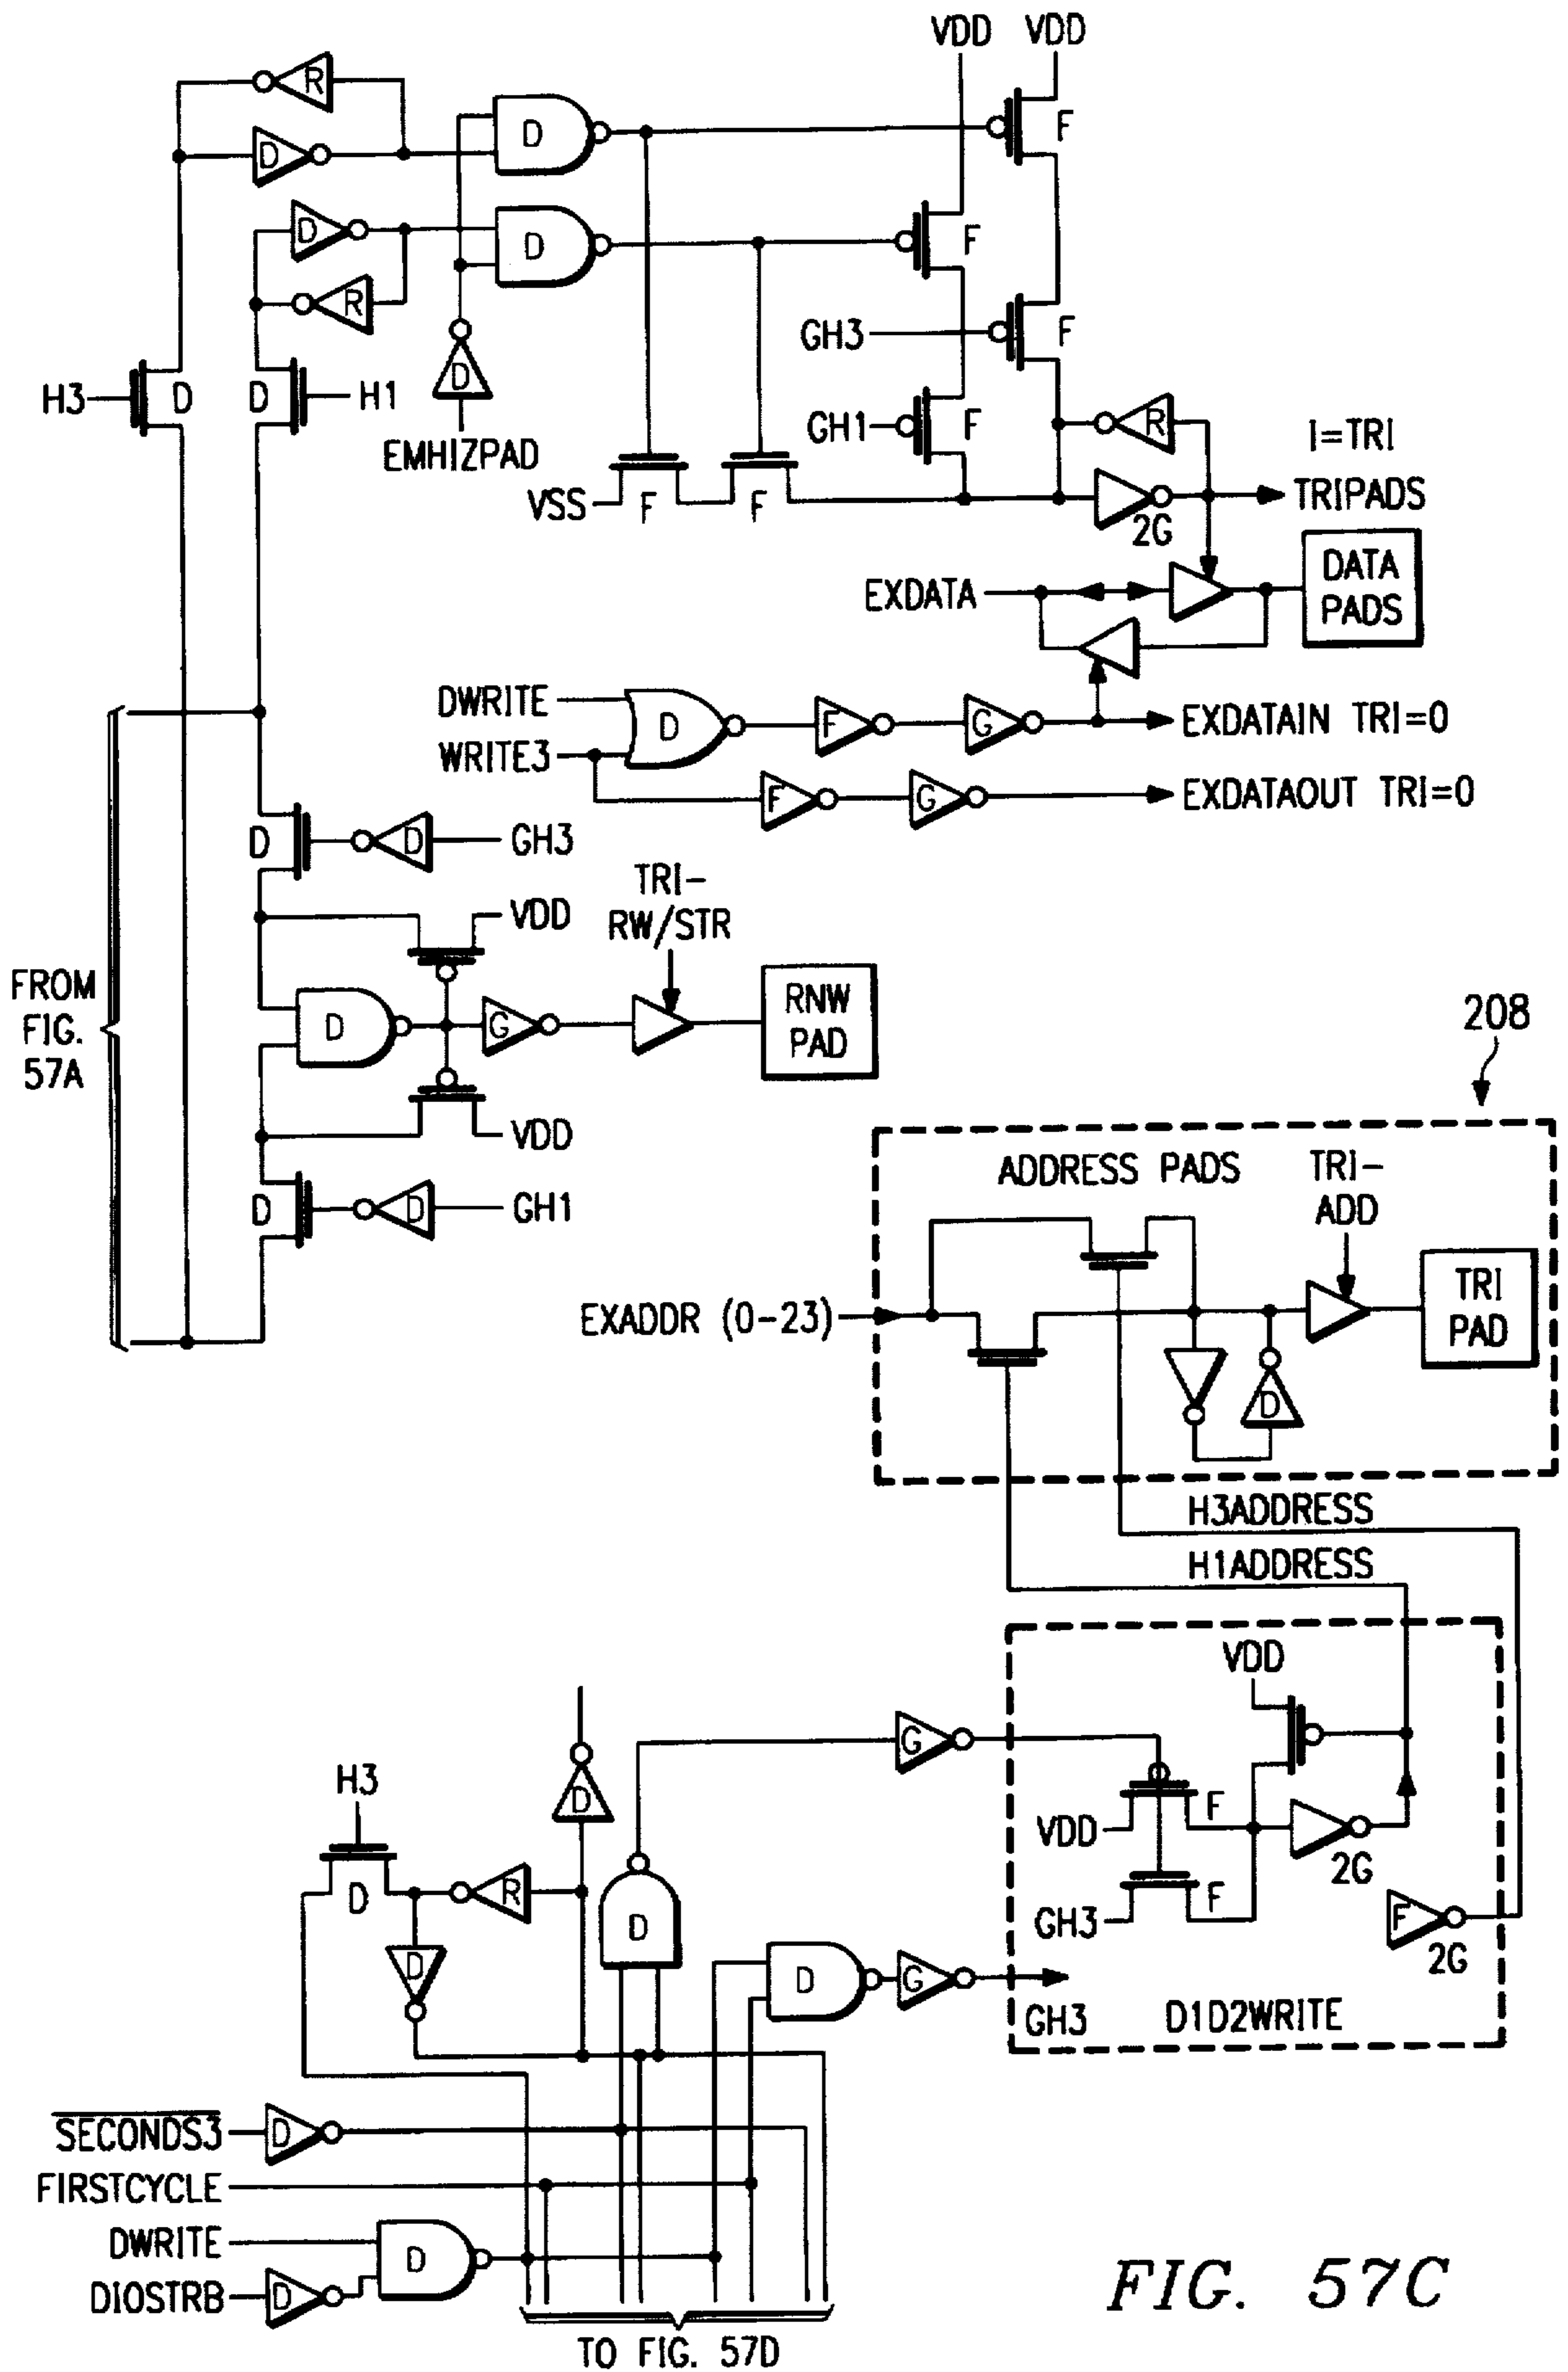 VDD VDD
R
D
D
F
D
D
F
R
GH3
F
H3
D
D
H1
D
GH1
F
R
I=TRI
EMHIZPAD
VSS
F
F
2G
TRIPADS
EXDATA
DATA
PADS
DWRITE
D
F
G
EXDATAIN TRI=0
WRITE3
F
G
EXDATAOUT TRI=0
D
D
GH3
TRI-
RW/STR
VDD
FROM
FIG.
57A
D
G
RNW
PAD
208
VDD
ADDRESS PADS
TRI-
ADD
D
D
GH1
EXADDR (0-23)
TRI
PAD
D
H3ADDRESS
H1ADDRESS
VDD
G
H3
D
VDD
F
2G
D
R
D
GH3
F
F
2G
D
D
G
GH3
D1D2WRITE
SECONDS3
D
FIRSTCYCLE
DWRITE
D
DIOSTRB
D
TO FIG. 57D
FIG. 57C